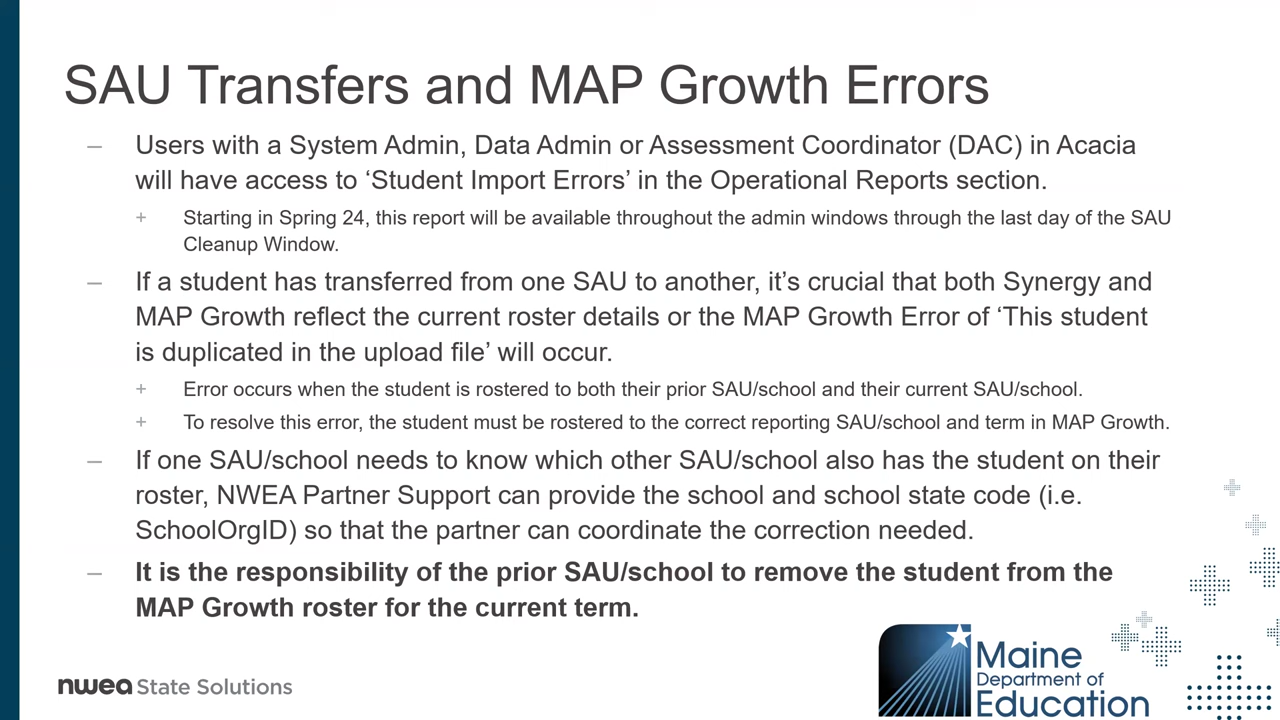 SAU Transfers and MAP Growth Errors
– Users with a System Admin, Data Admin or Assessment Coordinator (DAC) in Acacia
will have access to ‘Student Import Errors’ in the Operational Reports section.
+ Starting in Spring 24, this report will be available throughout the admin windows through the last day of the SAU
Cleanup Window.
– If a student has transferred from one SAU to another, it’s crucial that both Synergy and
MAP Growth reflect the current roster details or the MAP Growth Error of ‘This student
is duplicated in the upload file’ will occur.
+ Error occurs when the student is rostered to both their prior SAU/school and their current SAU/school.
+ To resolve this error, the student must be rostered to the correct reporting SAU/school and term in MAP Growth.
– If one SAU/school needs to know which other SAU/school also has the student on their
roster, NWEA Partner Support can provide the school and school state code (i.e.
SchoolOrgID) so that the partner can coordinate the correction needed.
– It is the responsibility of the prior SAU/school to remove the student from the
MAP Growth roster for the current term.
nwea State Solutions
Maine
Department of
Education